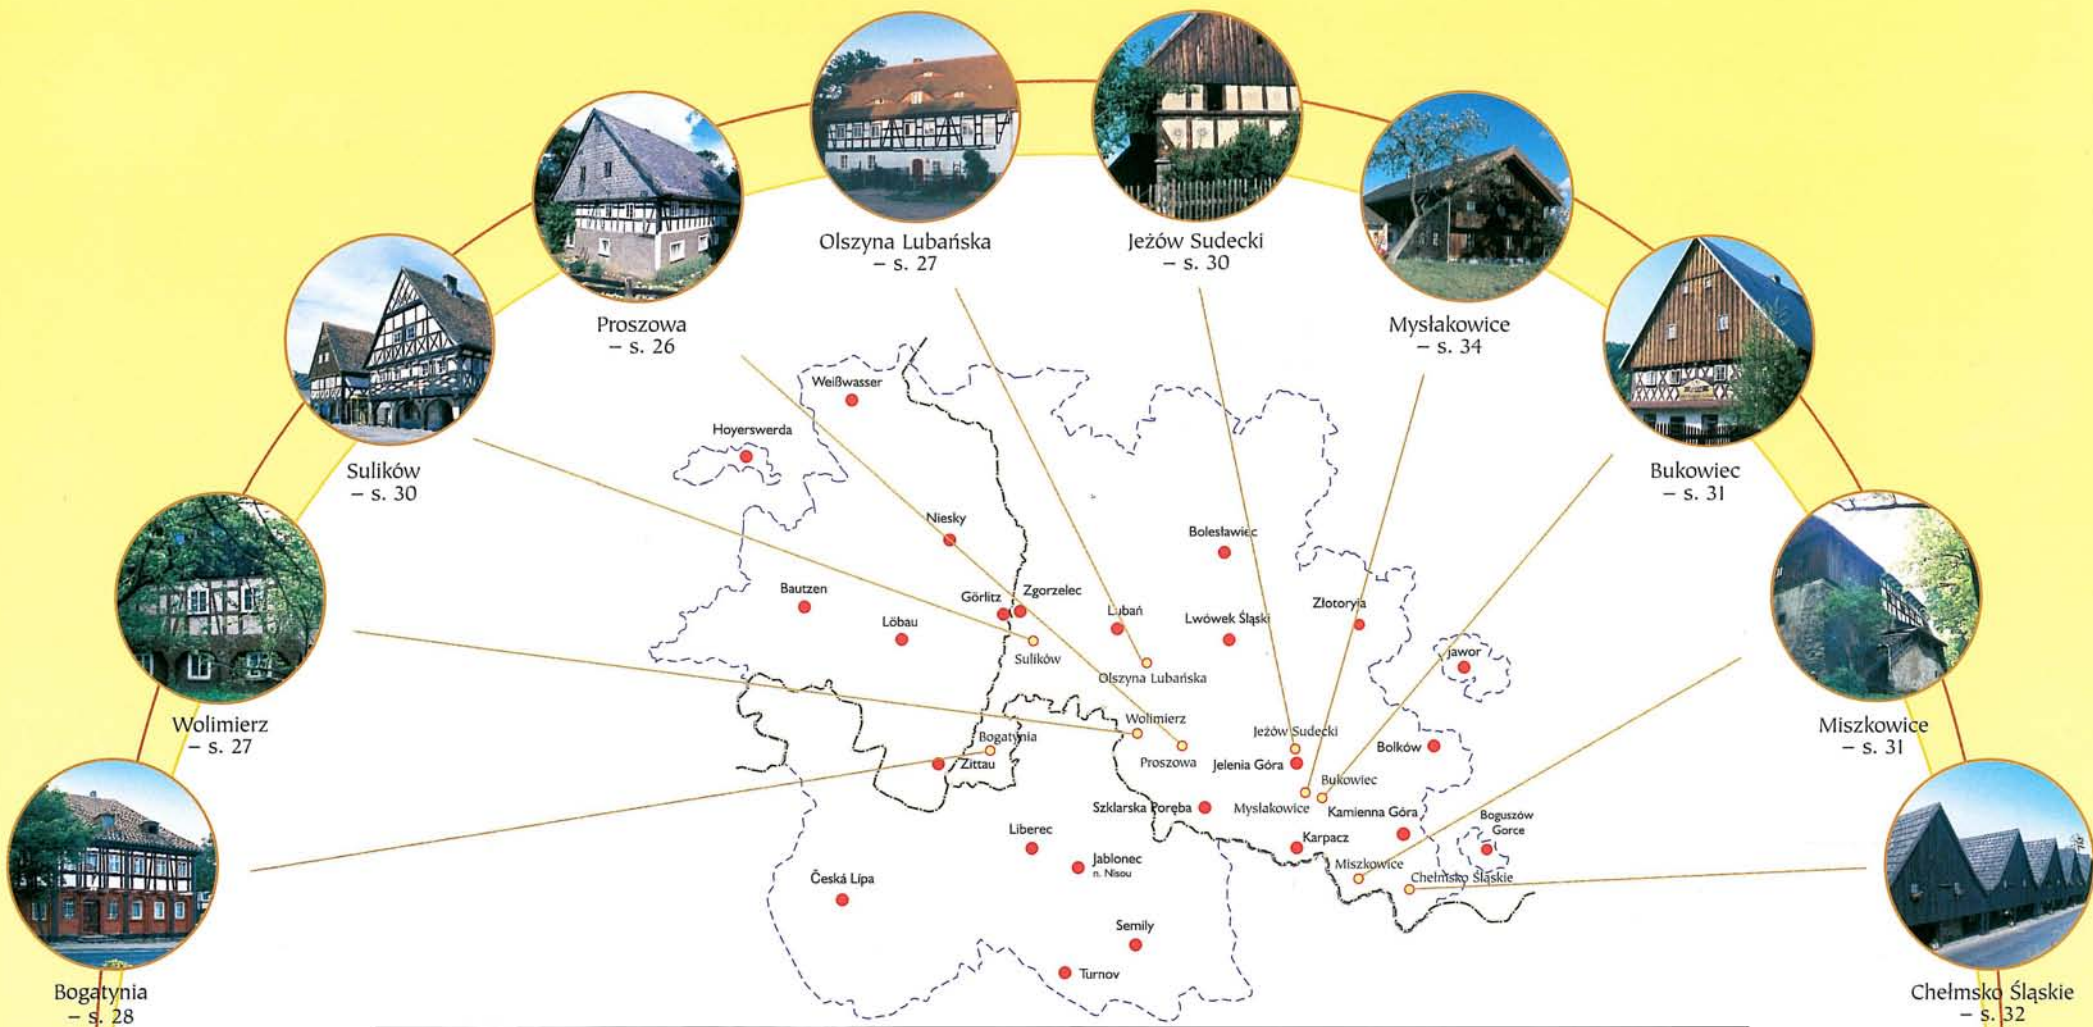 Olszyna Lubańska
– s. 27
Jeżów Sudecki
– s. 30
Proszowa
– s. 26
Mysłakowice
– s. 34
Sulików
– s. 30
Bukowiec
– s. 31
Wolimierz
– s. 27
Miszkowice
– s. 31
Bogatynia
– s. 28
Chełmsko Śląskie
– s. 32
Weißwasser
Hoyerswerda
Niesky
Bolesławiec
Bautzen
Görlitz
Zgorzelec
Lubań
Złotoryja
Löbau
Lwówek Śląski
Sulików
Jawor
Olszyna Lubańska
Wolimierz
Bogatynia
Jeżów Sudecki
Bolków
Zittau
Proszowa
Jelenia Góra
Bukowiec
Szklarska Poręba
Mysłakowice
Kamienna Góra
Boguszów
Gorce
Liberec
Karpacz
Jablonec
n. Nisou
Miszkowice
Česká Lípa
Chełmsko Śląskie
Semily
Turnov